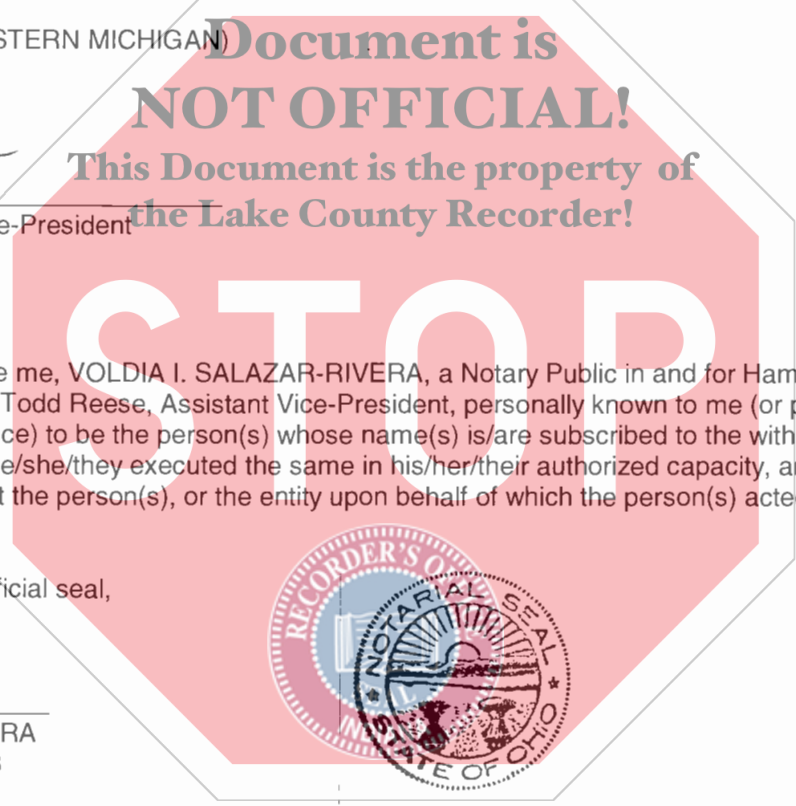 STERN MICHIGAN)
Document is
NOT OFFICIAL!
This Document is the property of
the Lake County Recorder!
e-President
STOP
e me, VOLDIA I. SALAZAR-RIVERA, a Notary Public in and for Ham
Todd Reese, Assistant Vice-President, personally known to me (or p
ce) to be the person(s) whose name(s) is/are subscribed to the with
e/she/they executed the same in his/her/their authorized capacity, a
t the person(s), or the entity upon behalf of which the person(s) acte
ficial seal,
RECORDER'S
SEAL
NOTARIAL SEAL
STATE OF OHIO
RA